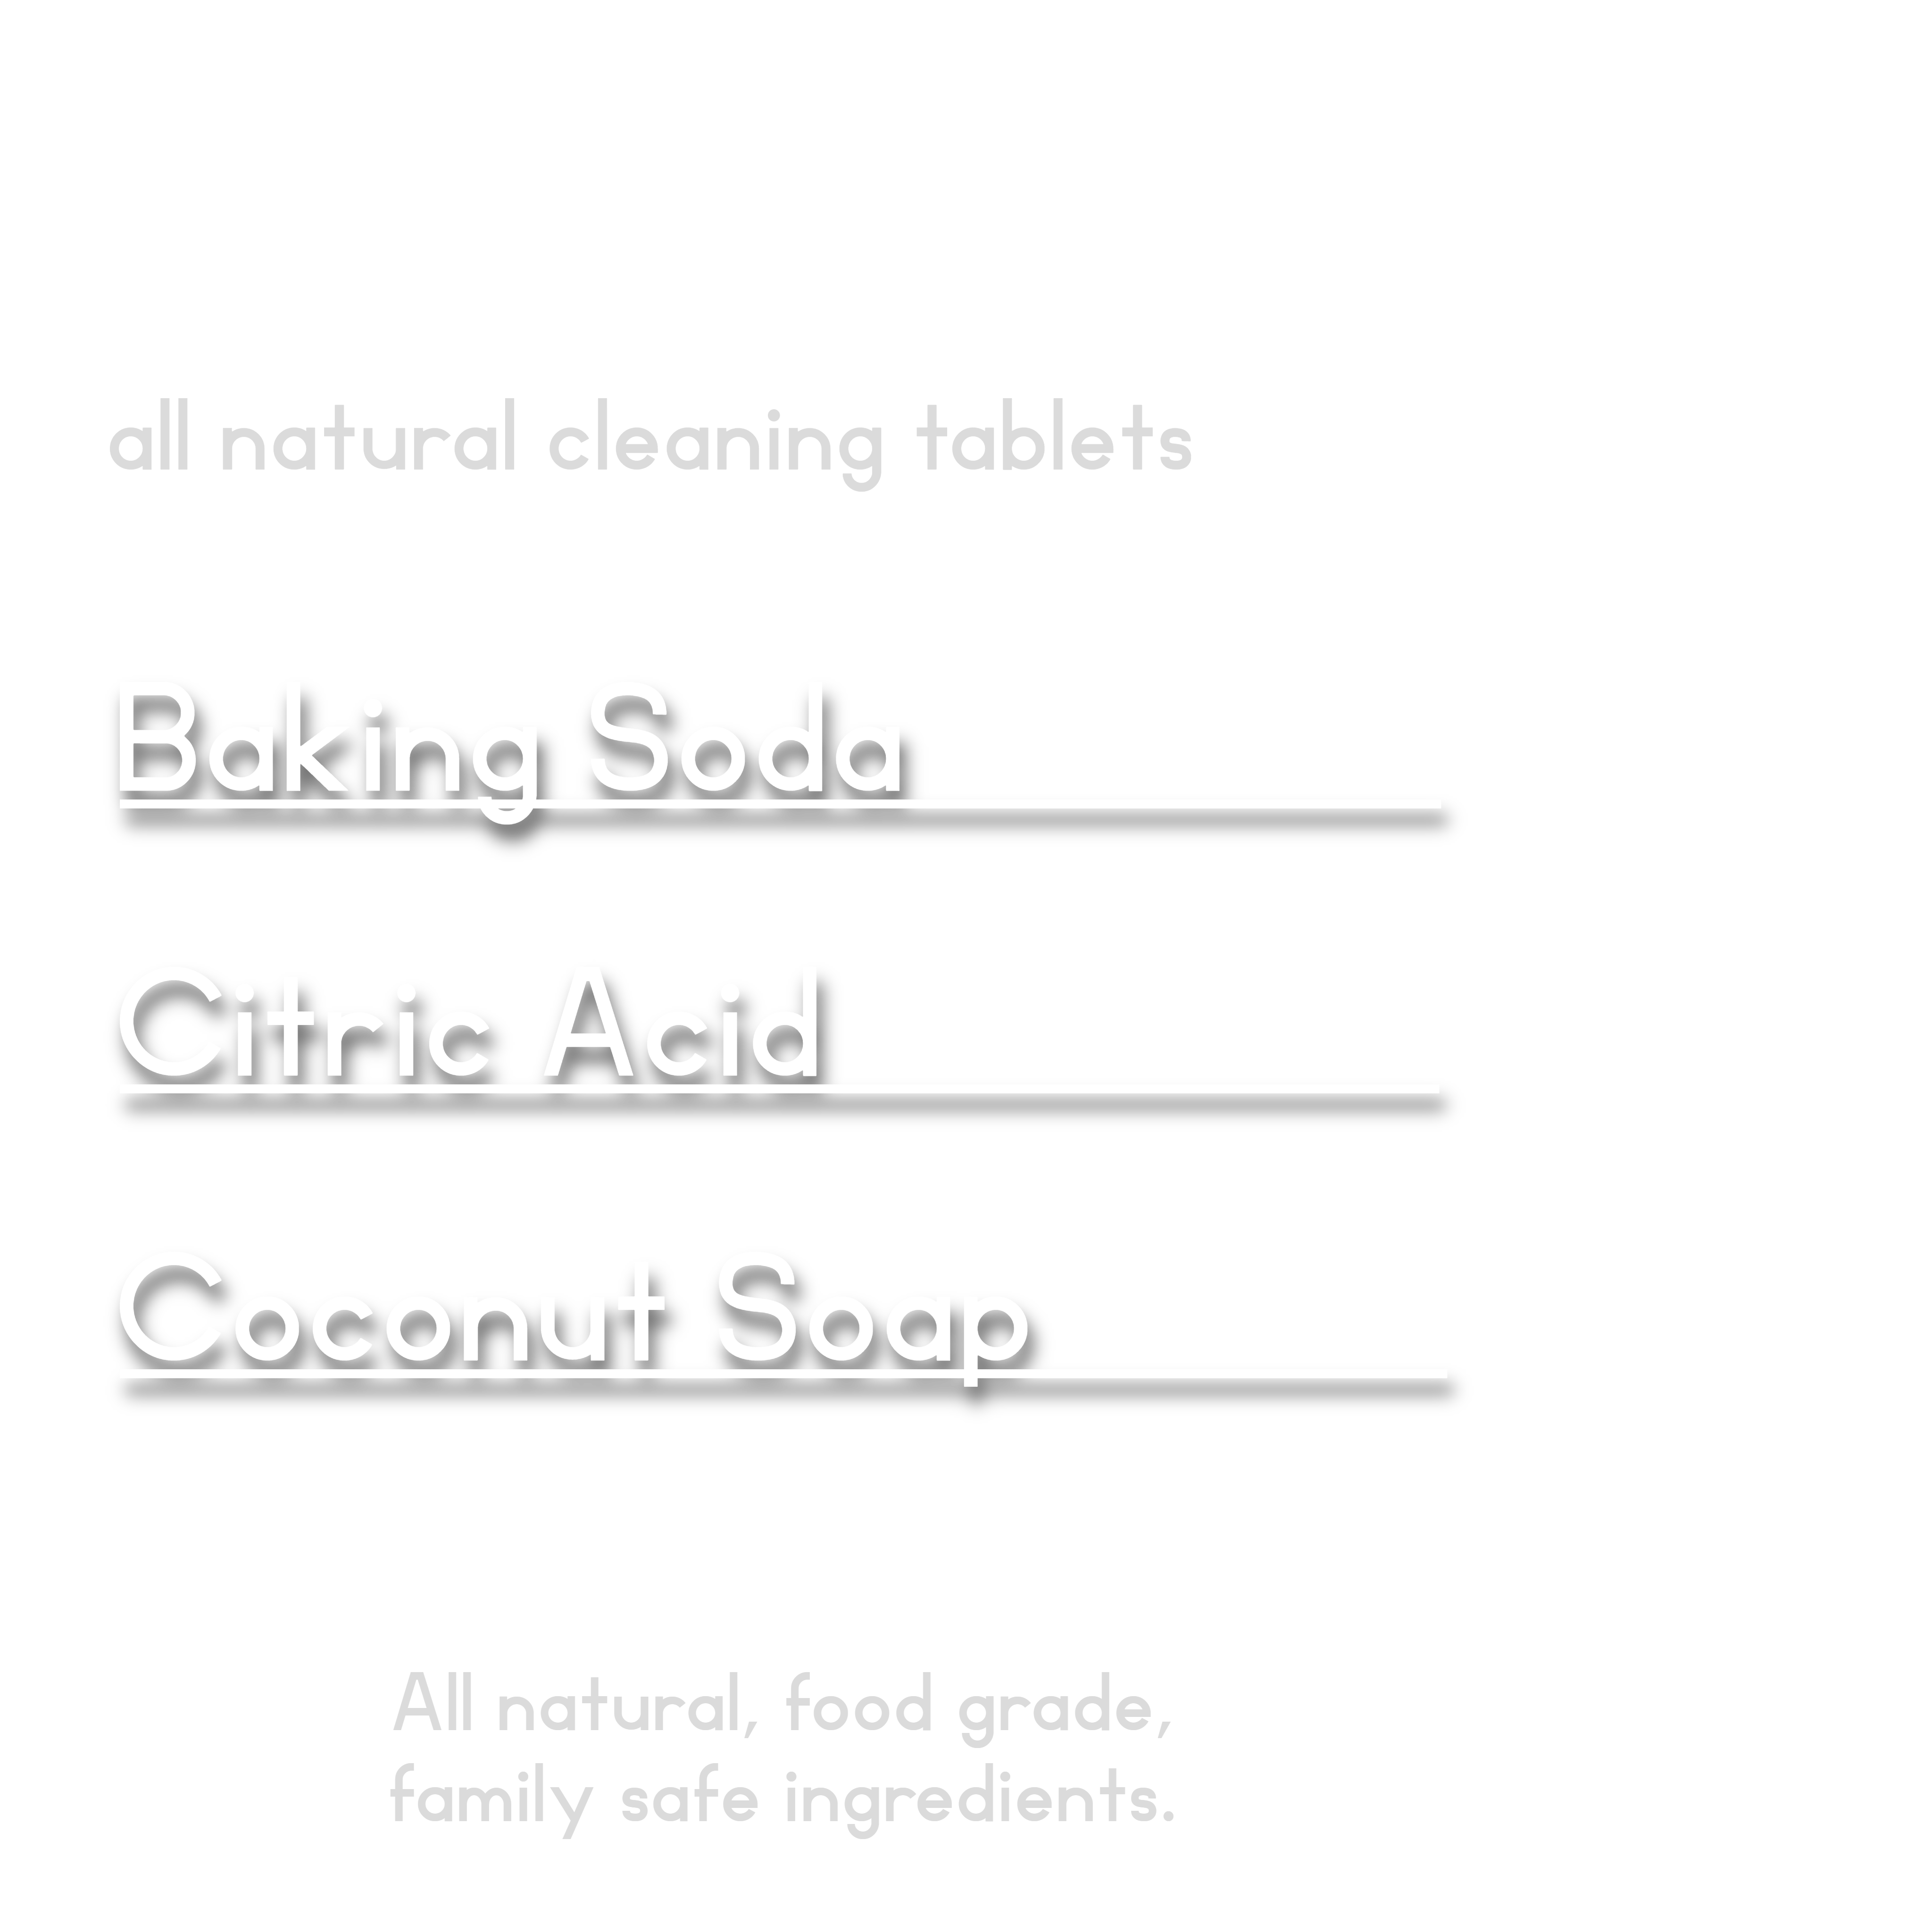 all natural cleaning tablets
Baking Soda
Citric Acid
Coconut Soap
All natural, food grade,
family safe ingredients.